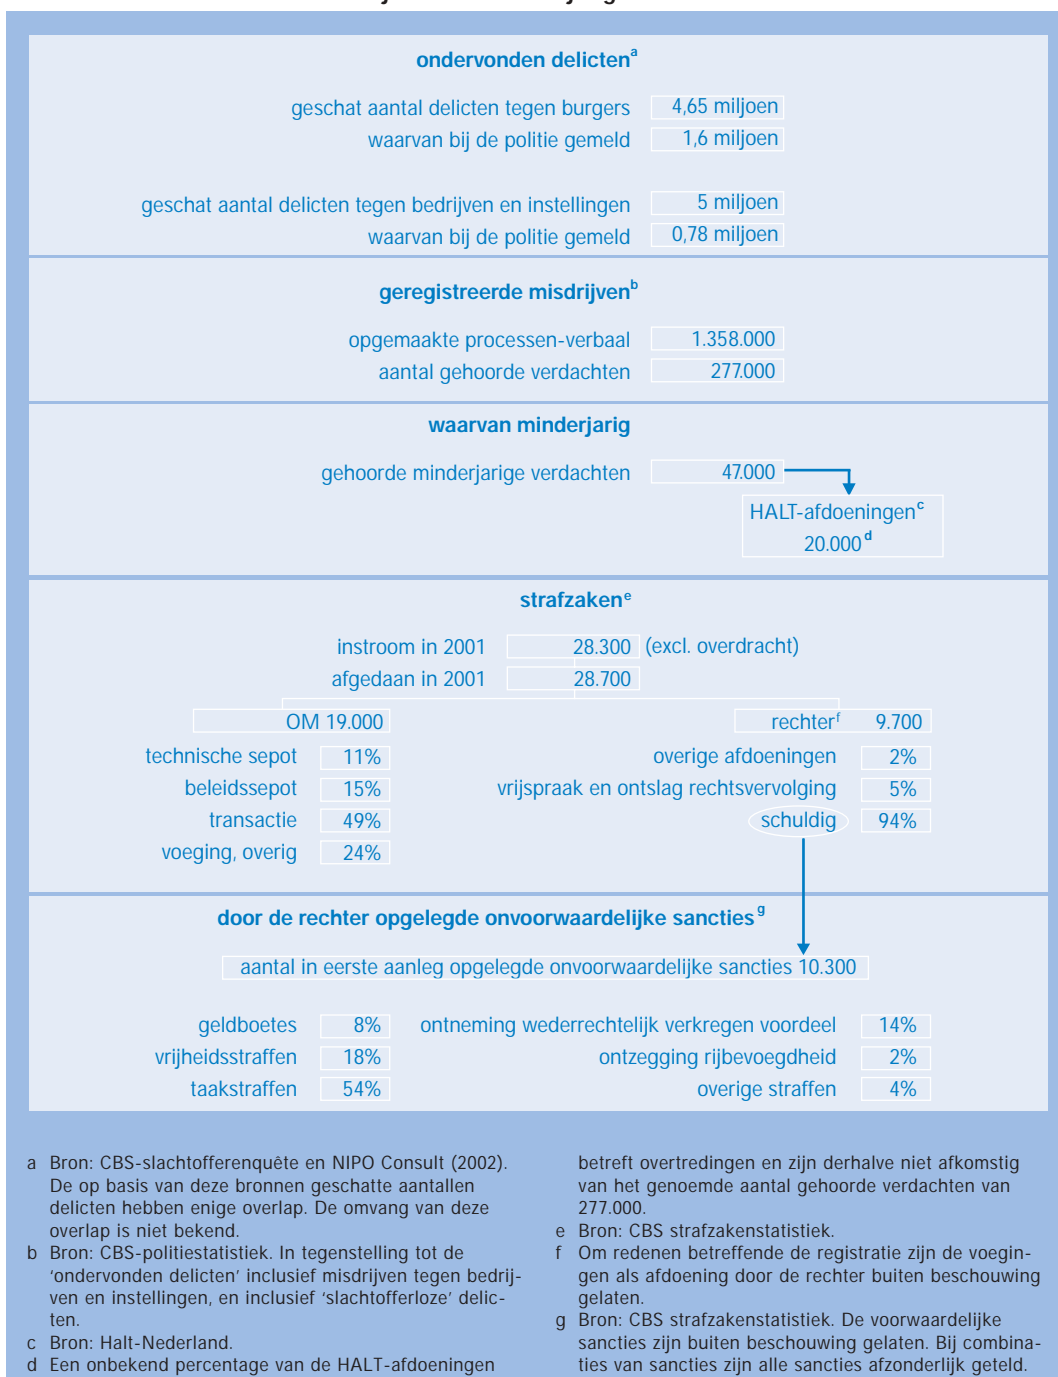 ondervonden delicten^a
geschat aantal delicten tegen burgers 4,65 miljoen
waarvan bij de politie gemeld 1,6 miljoen
geschat aantal delicten tegen bedrijven en instellingen 5 miljoen
waarvan bij de politie gemeld 0,78 miljoen
geregistreerde misdrijven^b
opgemaakte processen-verbaal 1.358.000
aantal gehoorde verdachten 277.000
waarvan minderjarig
gehoorde minderjarige verdachten 47.000
HALT-afdoeningen^c
20.000^d
strafzaken^e
instroom in 2001 28.300 (excl. overdracht)
afgedaan in 2001 28.700
OM 19.000 rechter^f 9.700
technische sepot 11% overige afdoeningen 2%
beleidssepot 15% vrijspraak en ontslag rechtsvervolging 5%
transactie 49% schuldig 94%
voeging, overig 24%
door de rechter opgelegde onvoorwaardelijke sancties^g
aantal in eerste aanleg opgelegde onvoorwaardelijke sancties 10.300
geldboetes 8% ontneming wederrechtelijk verkregen voordeel 14%
vrijheidsstraffen 18% ontzegging rijbevoegdheid 2%
taakstraffen 54% overige straffen 4%
a Bron: CBS-slachtofferenquête en NIPO Consult (2002).
De op basis van deze bronnen geschatte aantallen
delicten hebben enige overlap. De omvang van deze
overlap is niet bekend.
b Bron: CBS-politiestatistiek. In tegenstelling tot de
'ondervonden delicten' inclusief misdrijven tegen bedrij-
ven en instellingen, en inclusief 'slachtofferloze' delic-
ten.
c Bron: Halt-Nederland.
d Een onbekend percentage van de HALT-afdoeningen
betreft overtredingen en zijn derhalve niet afkomstig
van het genoemde aantal gehoorde verdachten van
277.000.
e Bron: CBS strafzakenstatistiek.
f Om redenen betreffende de registratie zijn de voegin-
gen als afdoening door de rechter buiten beschouwing
gelaten.
g Bron: CBS strafzakenstatistiek. De voorwaardelijke
sancties zijn buiten beschouwing gelaten. Bij combina-
ties van sancties zijn alle sancties afzonderlijk geteld.